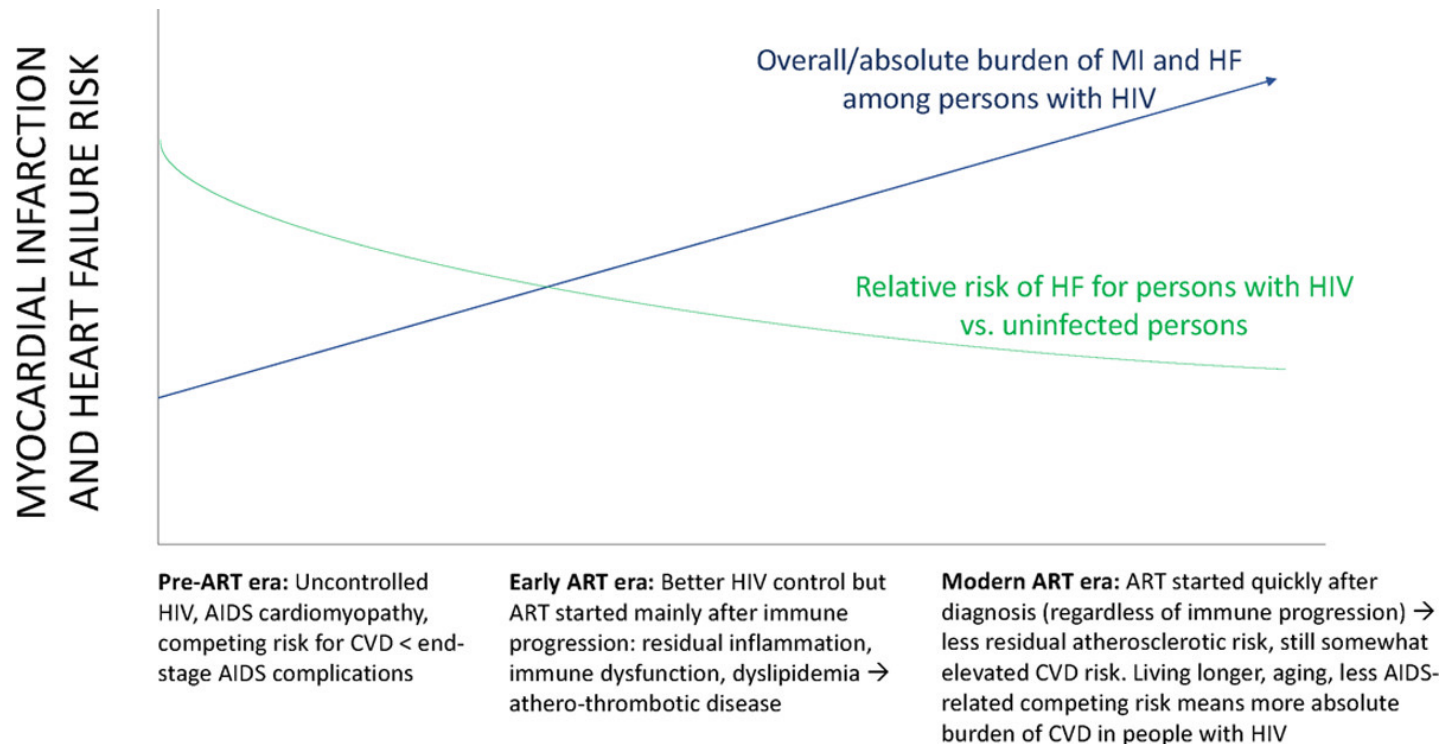 MYOCARDIAL INFARCTION
AND HEART FAILURE RISK
Overall/absolute burden of MI and HF
among persons with HIV
Relative risk of HF for persons with HIV
vs. uninfected persons
Pre-ART era: Uncontrolled
HIV, AIDS cardiomyopathy,
competing risk for CVD < end-
stage AIDS complications
Early ART era: Better HIV control but
ART started mainly after immune
progression: residual inflammation,
immune dysfunction, dyslipidemia →
athero-thrombotic disease
Modern ART era: ART started quickly after
diagnosis (regardless of immune progression) →
less residual atherosclerotic risk, still somewhat
elevated CVD risk. Living longer, aging, less AIDS-
related competing risk means more absolute
burden of CVD in people with HIV